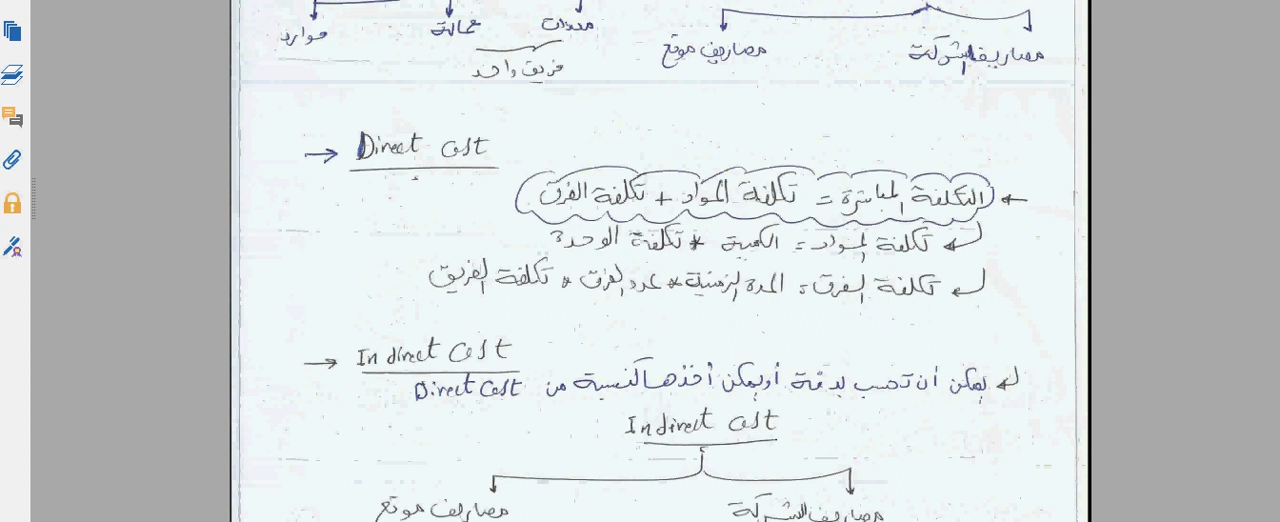 موارد عمالة معدات مصاريف موقع مصاريف الشركة
فريق واحد
→ Direct Cost
← التكلفة المباشرة = تكلفة المواد + تكلفة الفرق
تكلفة المواد = الكمية * تكلفة الوحدة
تكلفة الفرق = المدة الزمنية * عدد الفرق * تكلفة الفريق
→ Indirect Cost
يمكن أن تحسب بدقة أو يمكن أخذها كنسبة من Direct Cost
Indirect Cost
مصاريف الشركة مصاريف موقع